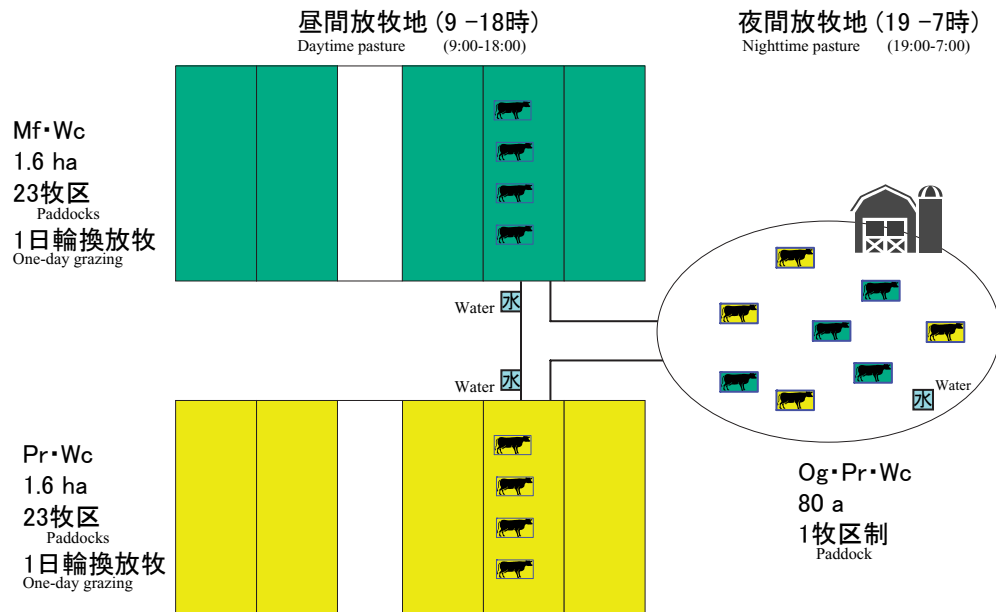 昼間放牧地 (9 -18時)
Daytime pasture (9:00-18:00)
夜間放牧地 (19 -7時)
Nighttime pasture (19:00-7:00)
Mf・Wc
1.6 ha
23牧区
Paddocks
1日輪換放牧
One-day grazing
Water 水
Water 水
Water
水
Pr・Wc
1.6 ha
23牧区
Paddocks
1日輪換放牧
One-day grazing
Og・Pr・Wc
80 a
1牧区制
Paddock